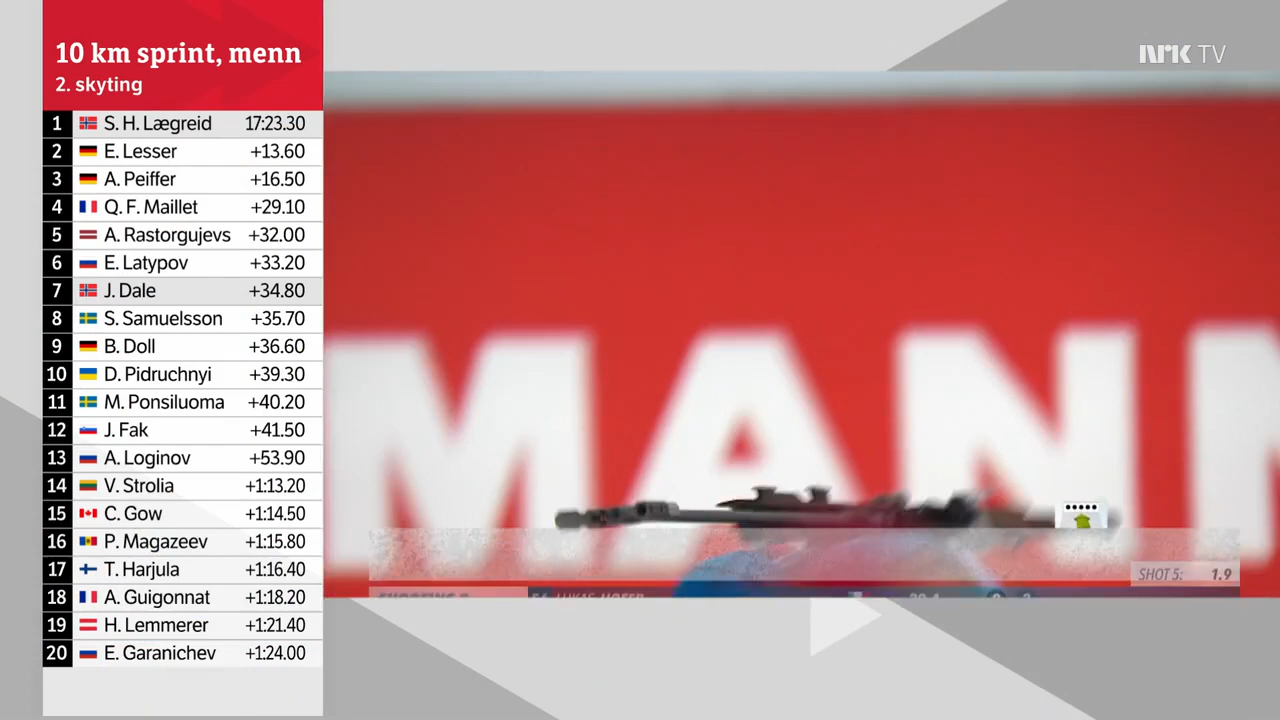 10 km sprint, menn
2. skyting
1 S. H. Lægreid 17:23.30
2 E. Lesser +13.60
3 A. Peiffer +16.50
4 Q. F. Maillet +29.10
5 A. Rastorgujevs +32.00
6 E. Latypov +33.20
7 J. Dale +34.80
8 S. Samuelsson +35.70
9 B. Doll +36.60
10 D. Pidruchnyi +39.30
11 M. Ponsiluoma +40.20
12 J. Fak +41.50
13 A. Loginov +53.90
14 V. Strolia +1:13.20
15 C. Gow +1:14.50
16 P. Magazeev +1:15.80
17 T. Harjula +1:16.40
18 A. Guigonnat +1:18.20
19 H. Lemmerer +1:21.40
20 E. Garanichev +1:24.00
NRK TV
MANN
SHOT 5: 1.9